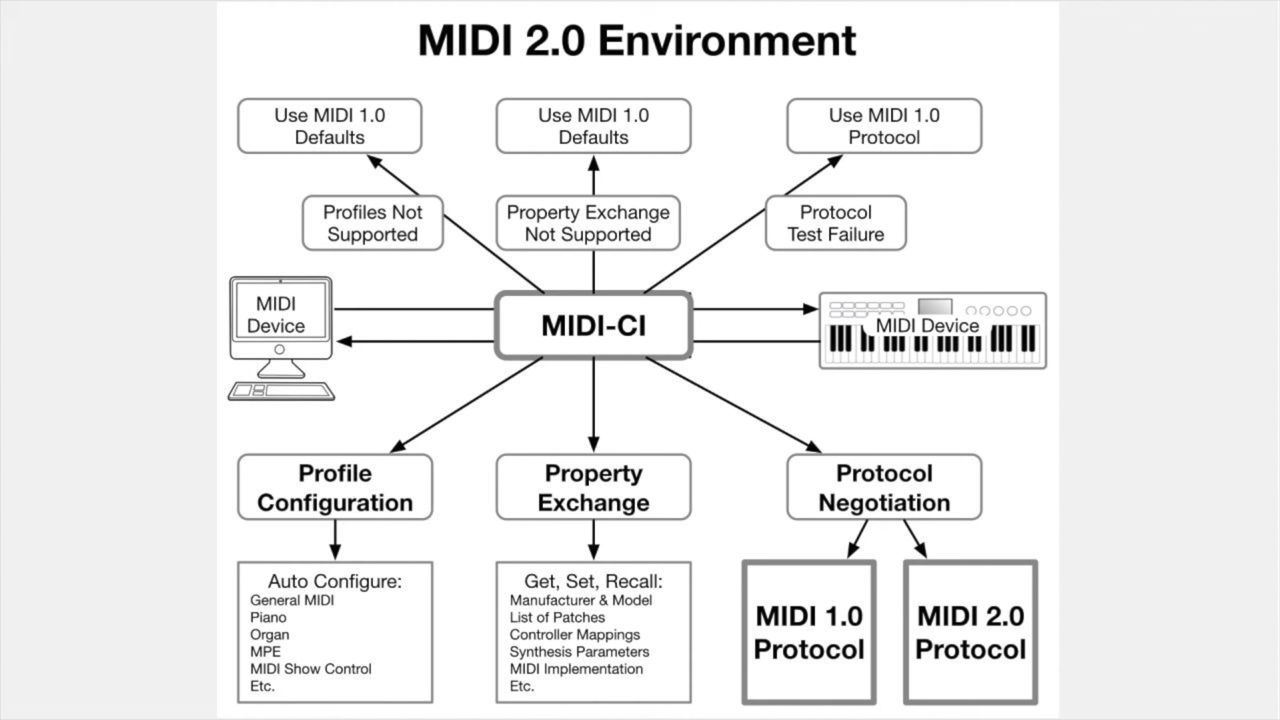 MIDI 2.0 Environment
Use MIDI 1.0
Defaults
Use MIDI 1.0
Defaults
Use MIDI 1.0
Protocol
Profiles Not
Supported
Property Exchange
Not Supported
Protocol
Test Failure
MIDI
Device
MIDI-CI
MIDI Device
Profile
Configuration
Property
Exchange
Protocol
Negotiation
Auto Configure:
General MIDI
Piano
Organ
MPE
MIDI Show Control
Etc.
Get, Set, Recall:
Manufacturer & Model
List of Patches
Controller Mappings
Synthesis Parameters
MIDI Implementation
Etc.
MIDI 1.0
Protocol
MIDI 2.0
Protocol